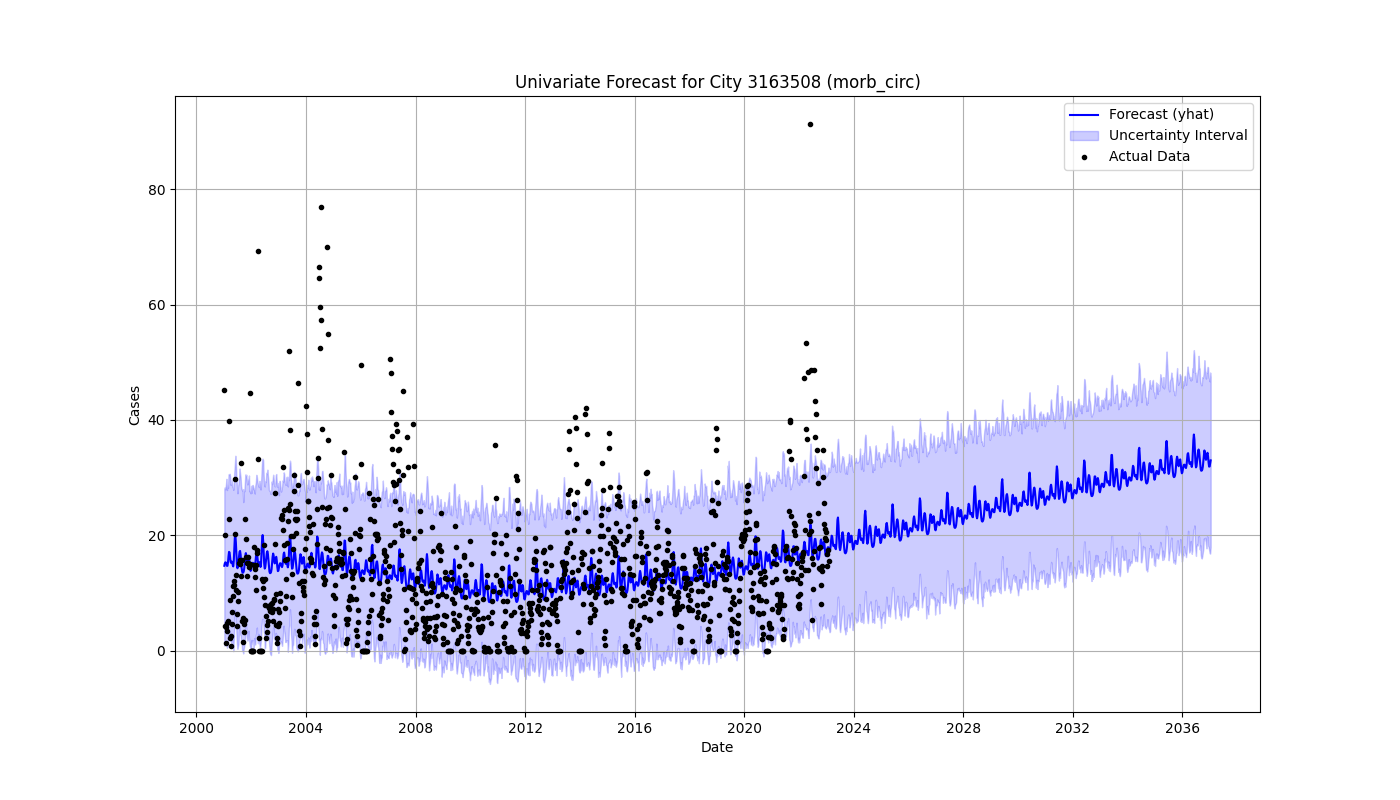 Univariate Forecast for City 3163508 (morb_circ)
Forecast (yhat)
Uncertainty Interval
Actual Data
Cases
80
60
40
20
0
2000 2004 2008 2012 2016 2020 2024 2028 2032 2036
Date